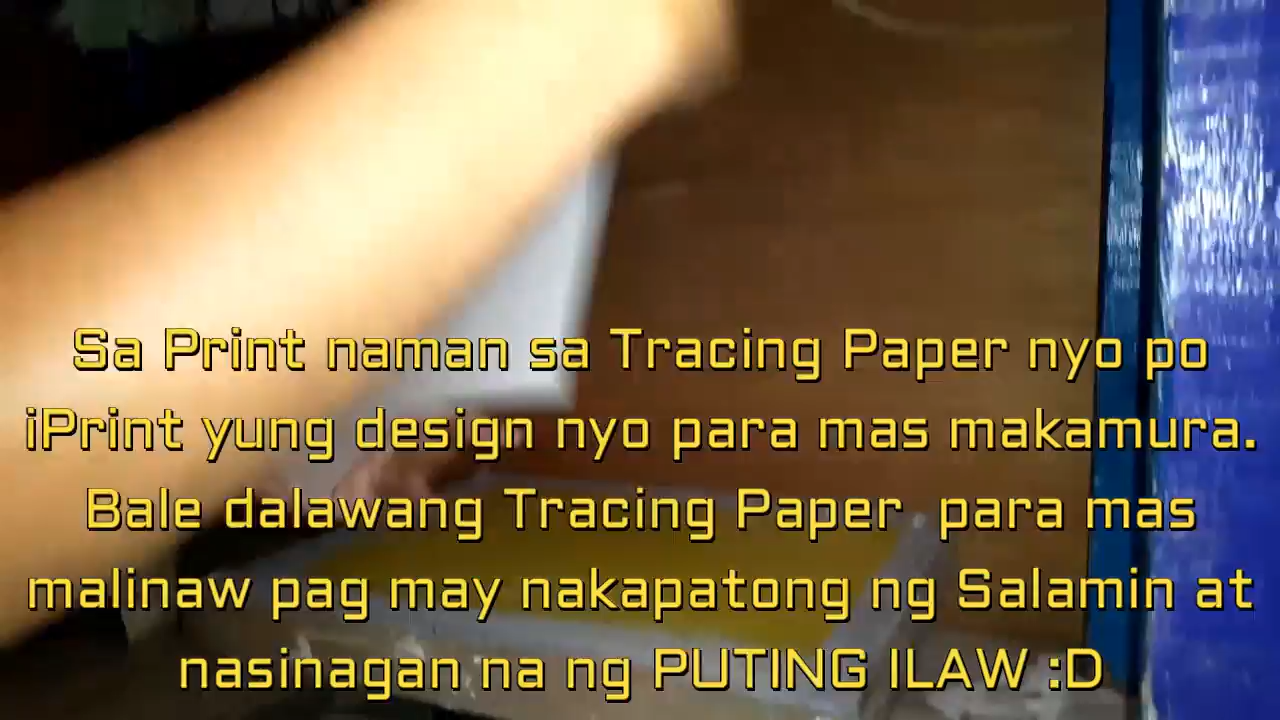 Sa Print naman sa Tracing Paper nyo po
iPrint yung design nyo para mas makamura.
Bale dalawang Tracing Paper para mas
malinaw pag may nakapatong ng Salamin at
nasinagan na ng PUTING ILAW :D